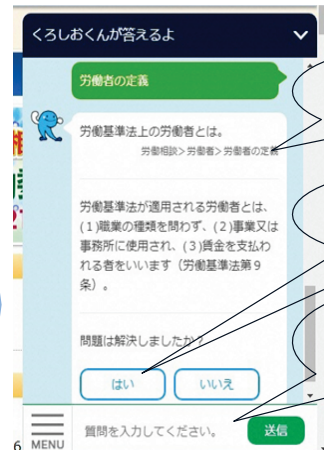 くろしおくんが答えるよ
労働者の定義
労働基準法上の労働者とは。
労働相談>労働者>労働者の定義
労働基準法が適用される労働者とは、
(1)職業の種類を問わず、(2)事業又は
事務所に使用され、(3)賃金を支払わ
れる者をいいます（労働基準法第９
条）。
問題は解決しましたか？
はい
いいえ
質問を入力してください。
送信
6
MENU